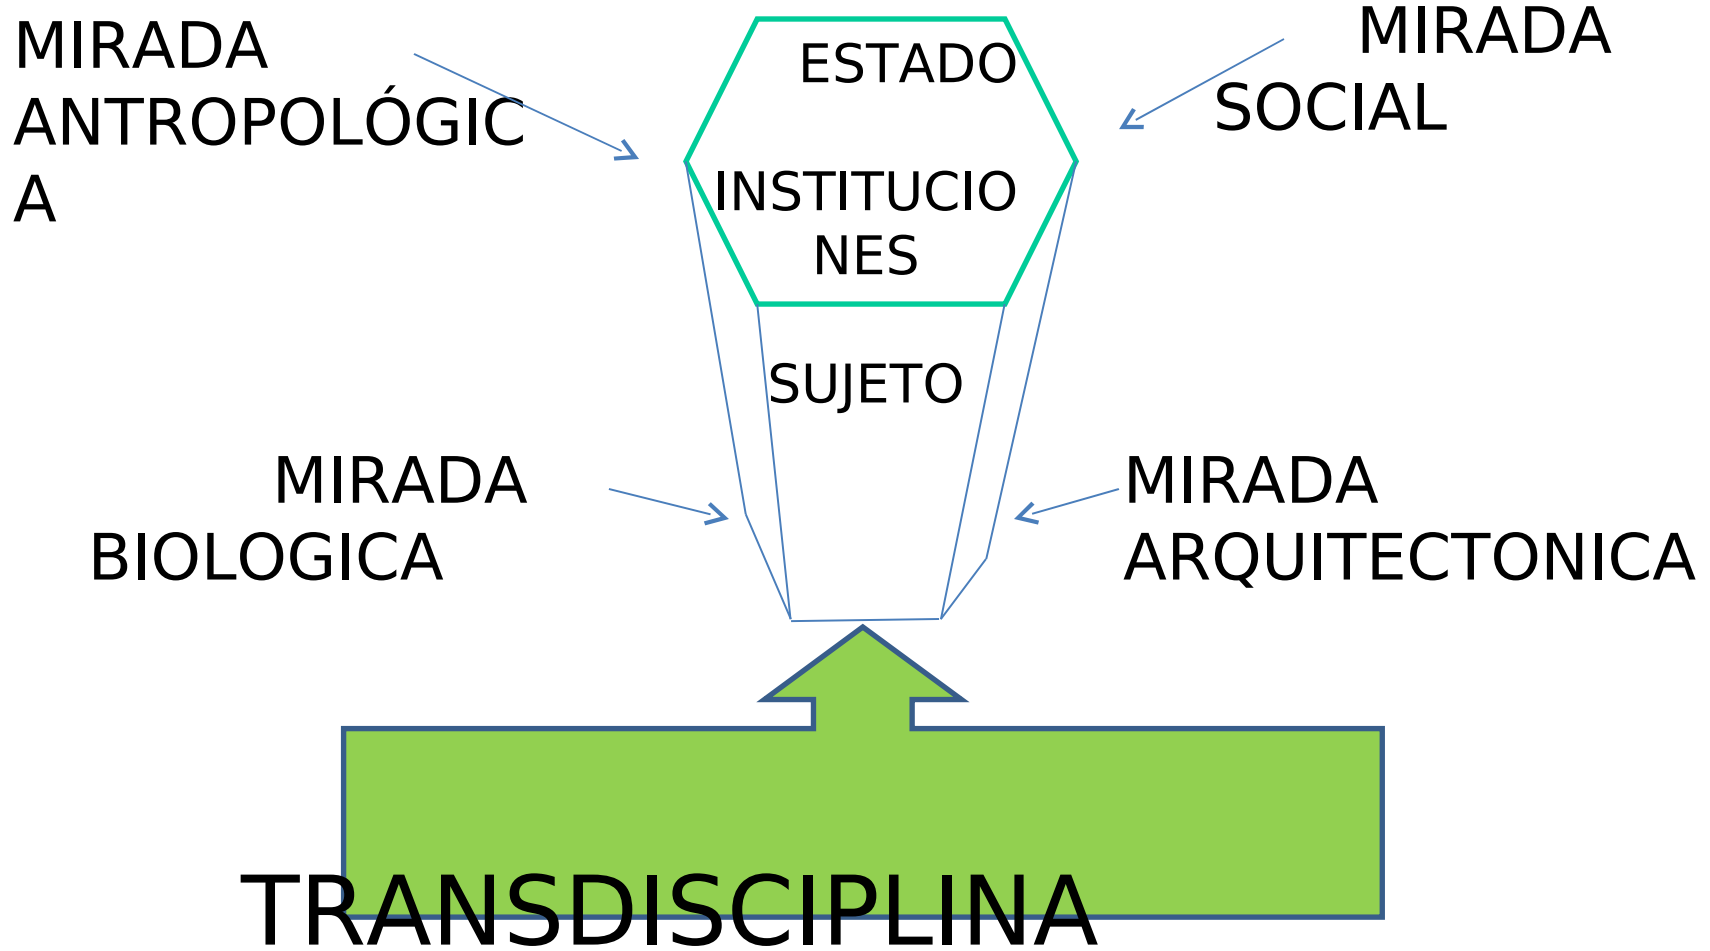 MIRADA
ANTROPOLÓGIC
A
ESTADO
INSTITUCIO
NES
SUJETO
MIRADA
SOCIAL
MIRADA
BIOLOGICA
MIRADA
ARQUITECTONICA
TRANSDISCIPLINA